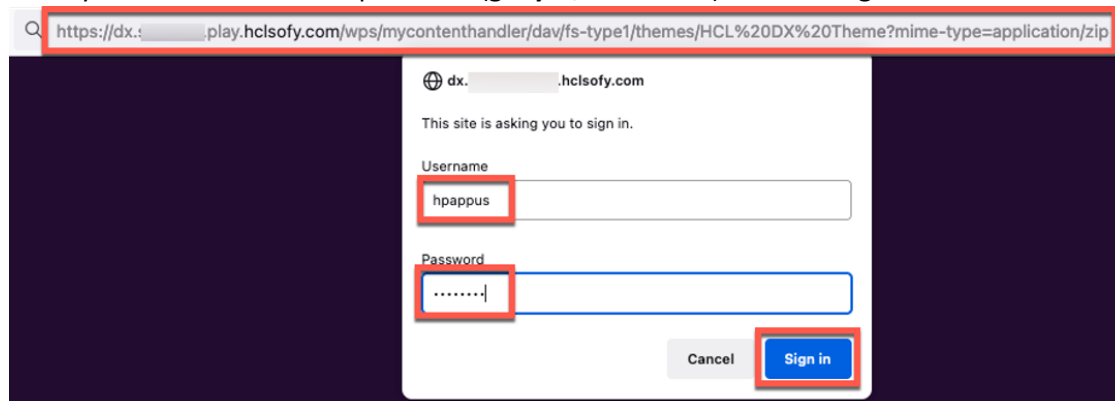 https://dx.s .play.hclsofy.com/wps/mycontenthandler/dav/fs-type1/themes/HCL%20DX%20Theme?mime-type=application/zip
dx. .hclsofy.com
This site is asking you to sign in.
Username
hpappus
Password
••••••••
Cancel Sign in